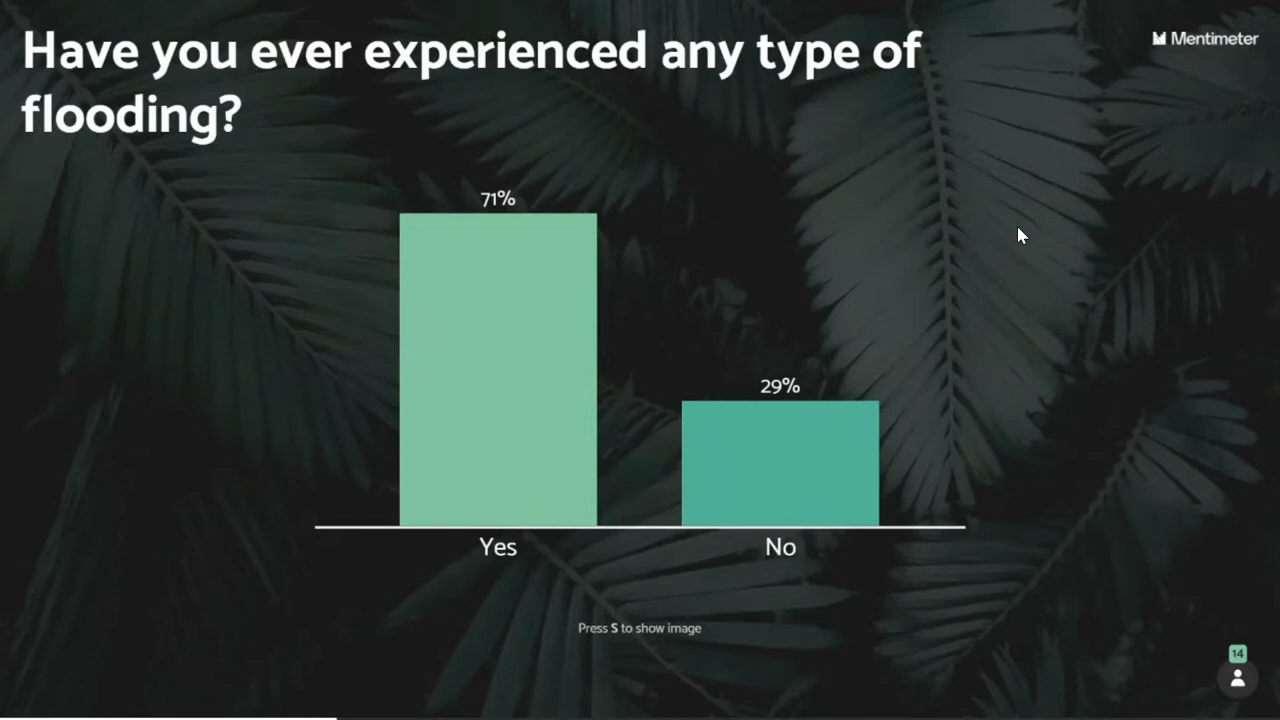 Have you ever experienced any type of
flooding?
Mentimeter
71%
29%
Yes
No
Press S to show image
14